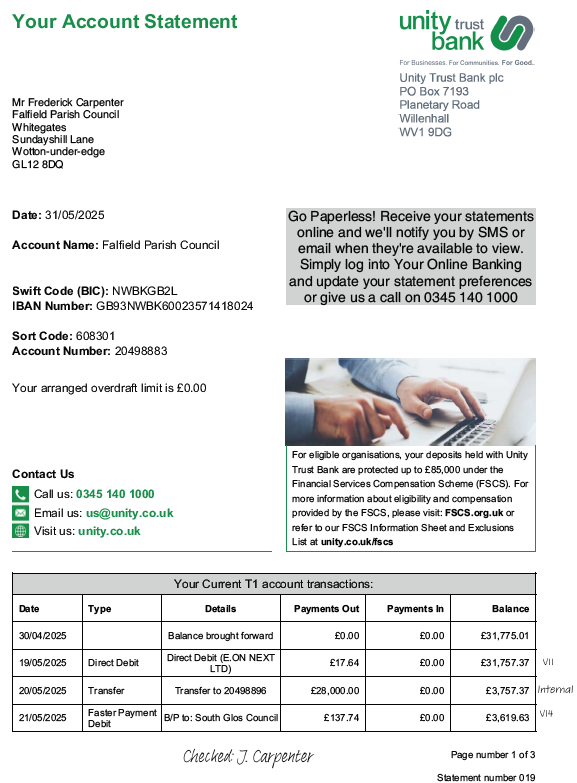 Your Account Statement
unity trust
bank
For Businesses. For Communities. For Good.
Unity Trust Bank plc
PO Box 7193
Planetary Road
Willenhall
WV1 9DG
Mr Frederick Carpenter
Falfield Parish Council
Whitegates
Sundayshill Lane
Wotton-under-edge
GL12 8DQ
Date: 31/05/2025
Account Name: Falfield Parish Council
Swift Code (BIC): NWBKGB2L
IBAN Number: GB93NWBK60023571418024
Sort Code: 608301
Account Number: 20498883
Your arranged overdraft limit is £0.00
Go Paperless! Receive your statements
online and we'll notify you by SMS or
email when they're available to view.
Simply log into Your Online Banking
and update your statement preferences
or give us a call on 0345 140 1000
Contact Us
Call us: 0345 140 1000
Email us: us@unity.co.uk
Visit us: unity.co.uk
For eligible organisations, your deposits held with Unity
Trust Bank are protected up to £85,000 under the
Financial Services Compensation Scheme (FSCS). For
more information about eligibility and compensation
provided by the FSCS, please visit: FSCS.org.uk or
refer to our FSCS Information Sheet and Exclusions
List at unity.co.uk/fscs
Your Current T1 account transactions:
Date Type Details Payments Out Payments In Balance
30/04/2025 Balance brought forward £0.00 £0.00 £31,775.01
19/05/2025 Direct Debit Direct Debit (E.ON NEXT LTD) £17.64 £0.00 £31,757.37 V11
20/05/2025 Transfer Transfer to 20498896 £28,000.00 £0.00 £3,757.37 Internal
21/05/2025 Faster Payment Debit B/P to: South Glos Council £137.74 £0.00 £3,619.63 V14
Checked: J. Carpenter
Page number 1 of 3
Statement number 019